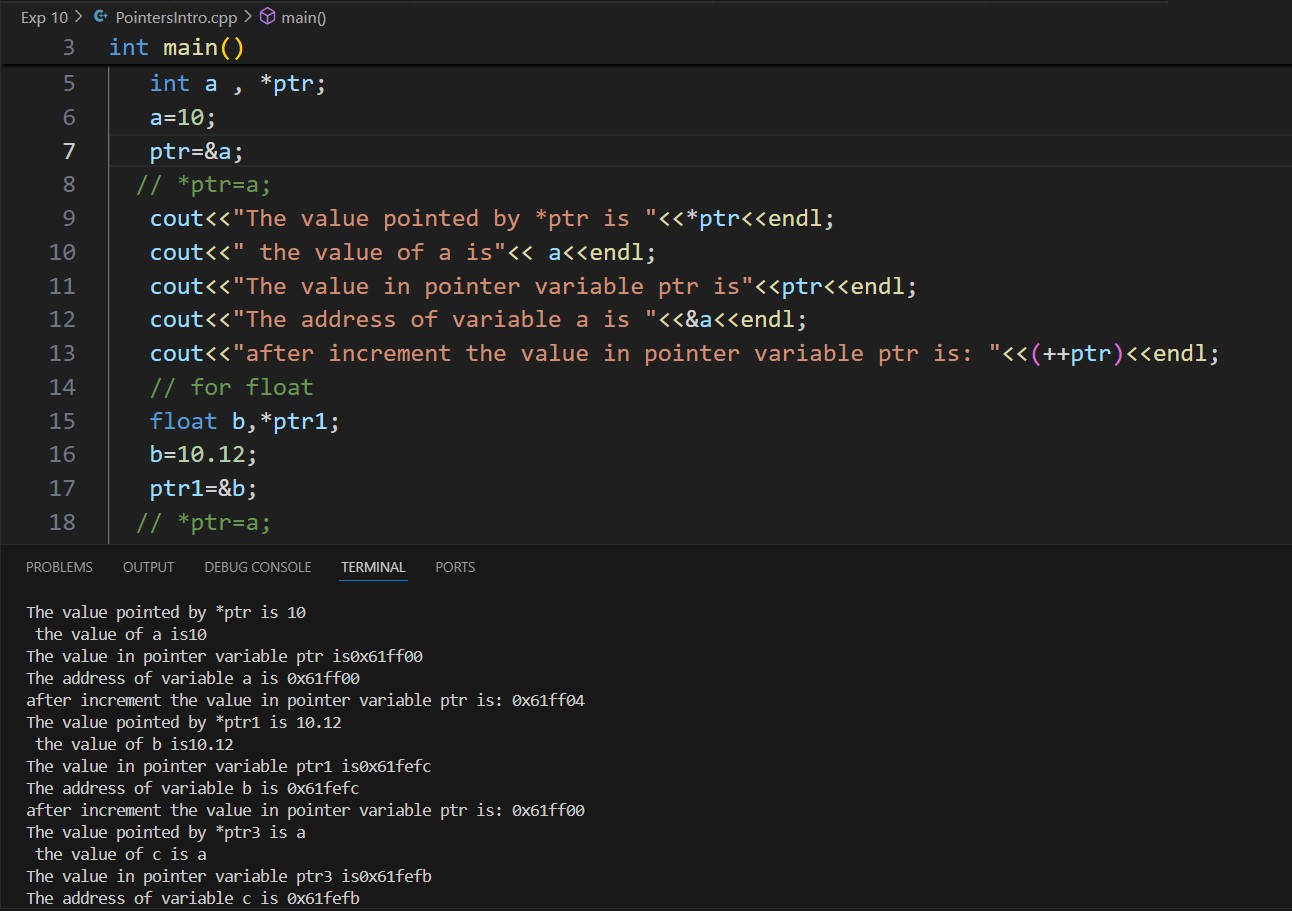 Exp 10 > PointersIntro.cpp > main()
3 int main()
5 int a , *ptr;
6 a=10;
7 ptr=&a;
8 // *ptr=a;
9 cout<<"The value pointed by *ptr is "<<*ptr<<endl;
10 cout<<" the value of a is"<< a<<endl;
11 cout<<"The value in pointer variable ptr is"<<ptr<<endl;
12 cout<<"The address of variable a is "<<&a<<endl;
13 cout<<"after increment the value in pointer variable ptr is: "<<(++ptr)<<endl;
14 // for float
15 float b,*ptr1;
16 b=10.12;
17 ptr1=&b;
18 // *ptr=a;
PROBLEMS OUTPUT DEBUG CONSOLE TERMINAL PORTS
The value pointed by *ptr is 10
 the value of a is10
The value in pointer variable ptr is0x61ff00
The address of variable a is 0x61ff00
after increment the value in pointer variable ptr is: 0x61ff04
The value pointed by *ptr1 is 10.12
 the value of b is10.12
The value in pointer variable ptr1 is0x61fefc
The address of variable b is 0x61fefc
after increment the value in pointer variable ptr is: 0x61ff00
The value pointed by *ptr3 is a
 the value of c is a
The value in pointer variable ptr3 is0x61fefb
The address of variable c is 0x61fefb